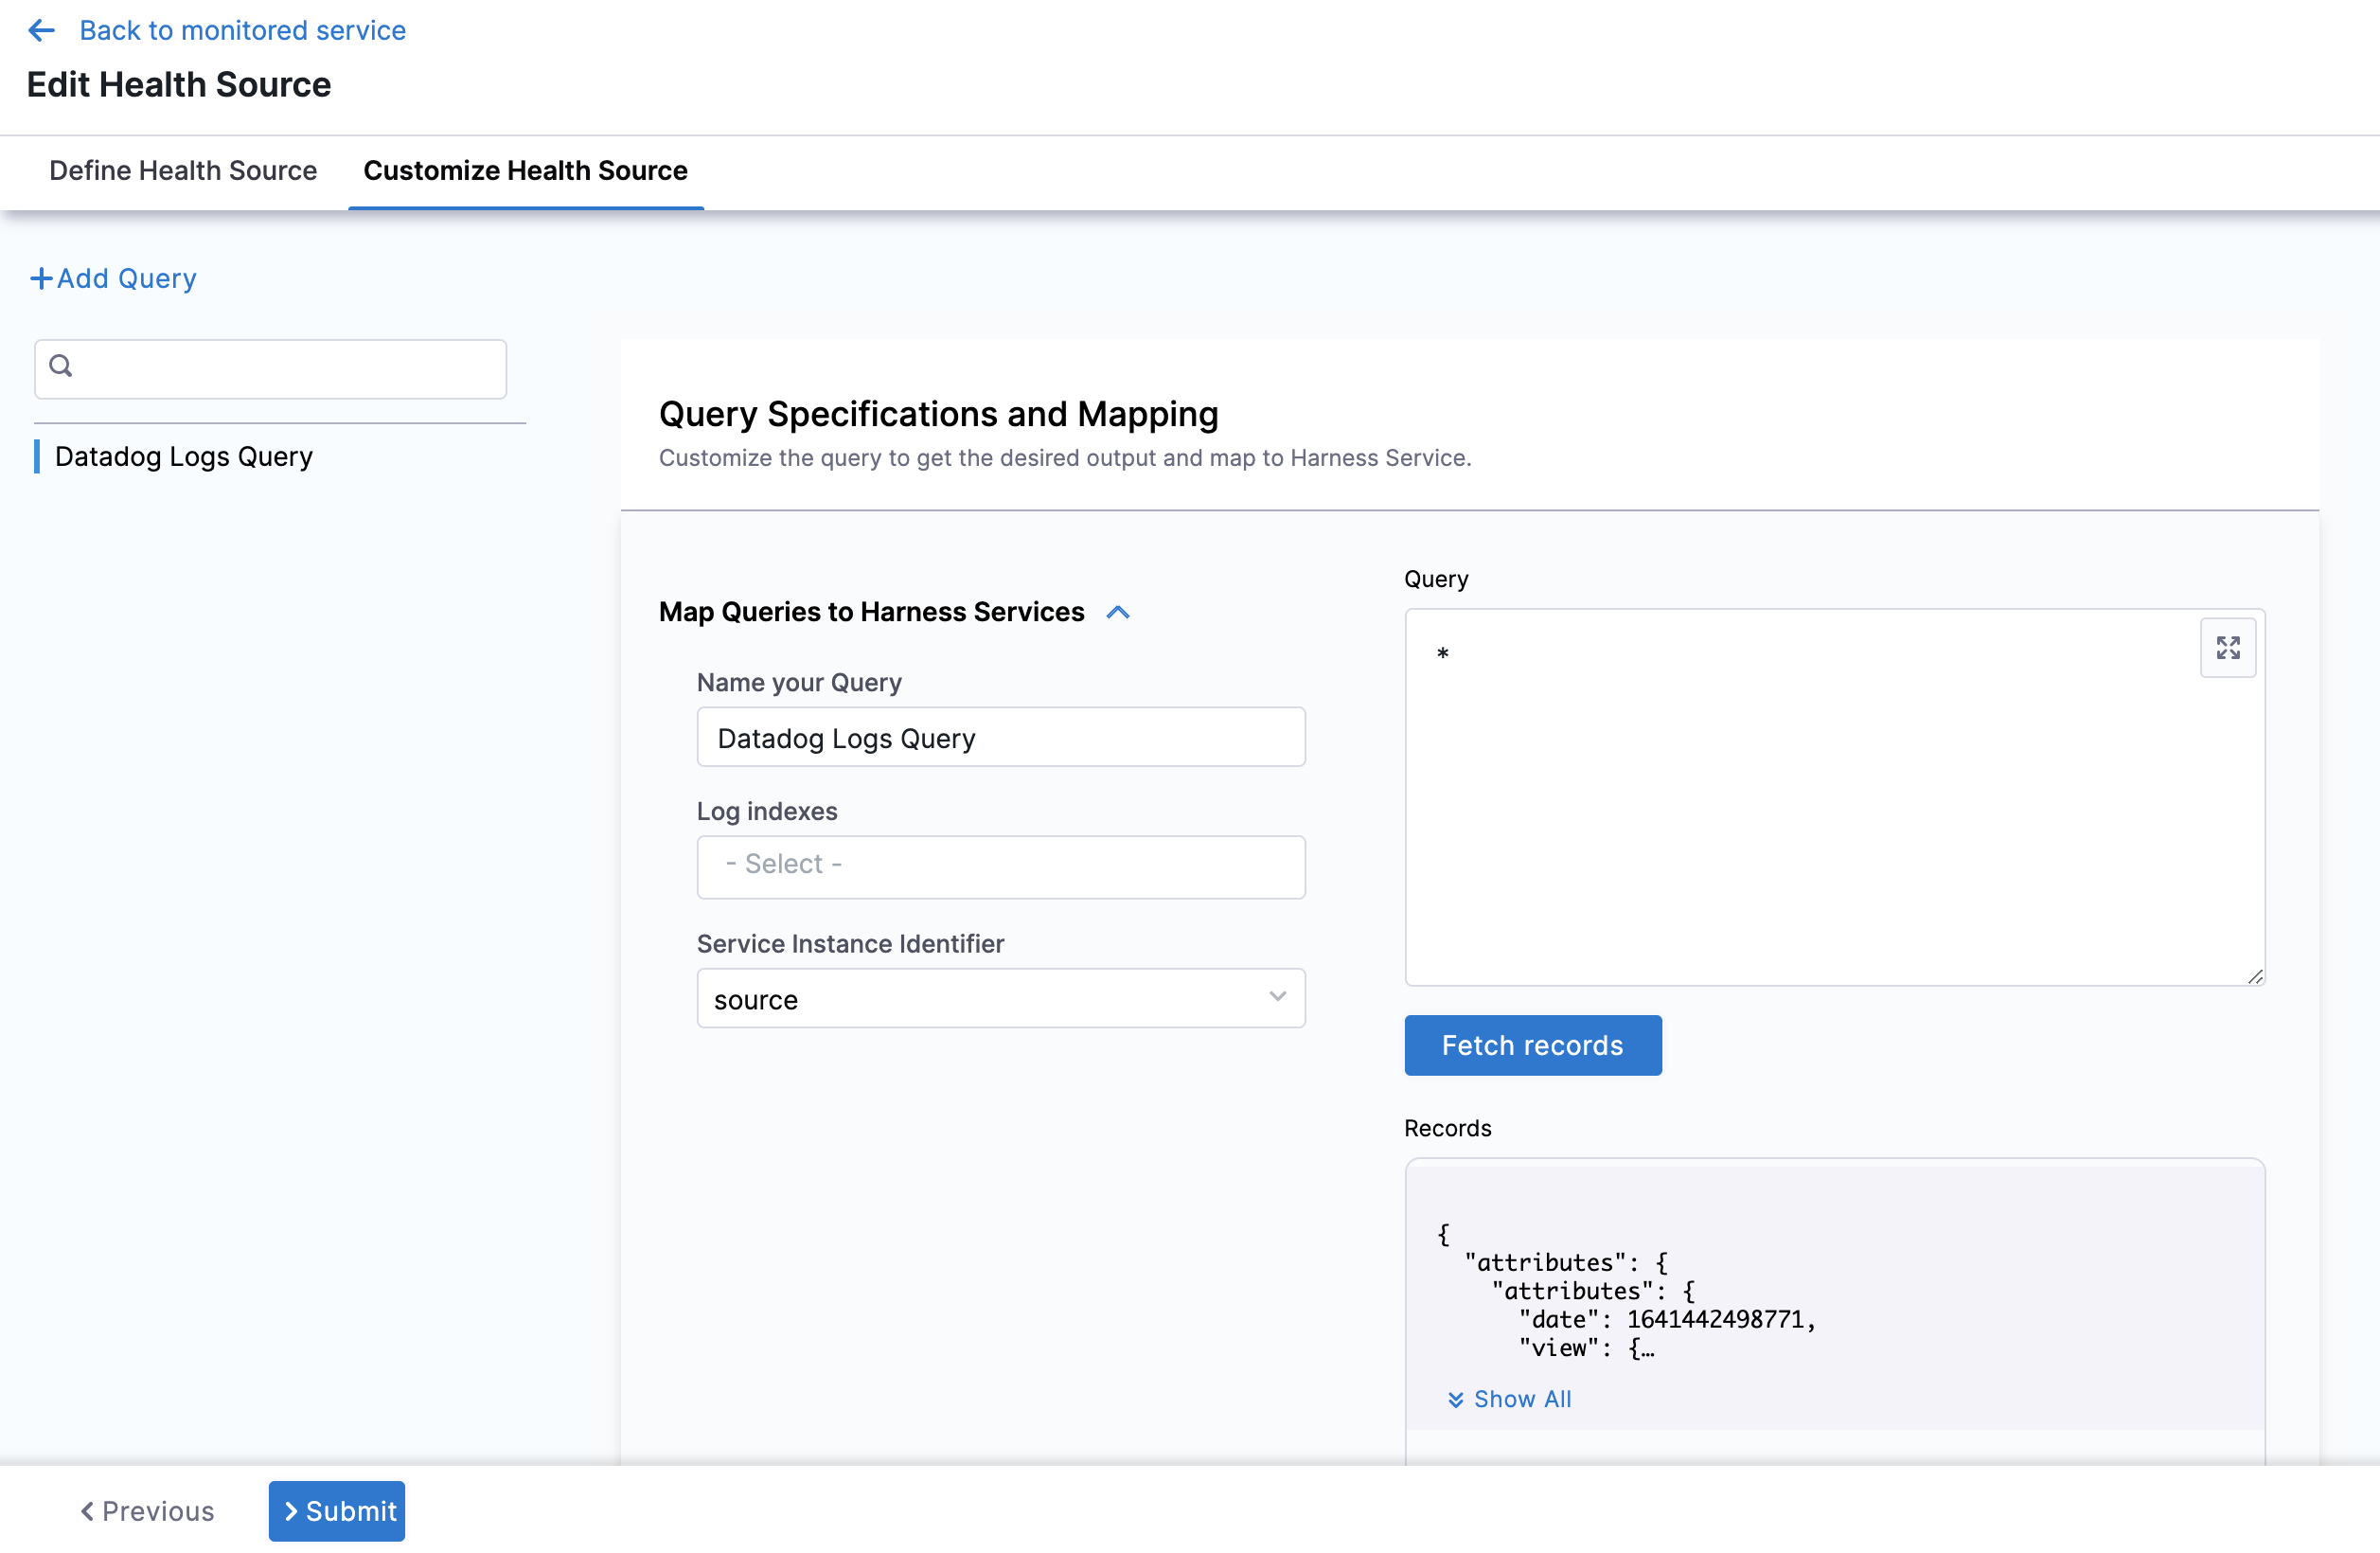 Back to monitored service
Edit Health Source
Define Health Source
Customize Health Source
+Add Query
Datadog Logs Query
Query Specifications and Mapping
Customize the query to get the desired output and map to Harness Service.
Map Queries to Harness Services
Name your Query
Datadog Logs Query
Log indexes
- Select -
Service Instance Identifier
source
Query
*
Fetch records
Records
{
"attributes": {
"attributes": {
"date": 1641442498771,
"view": {…
Show All
Previous
Submit